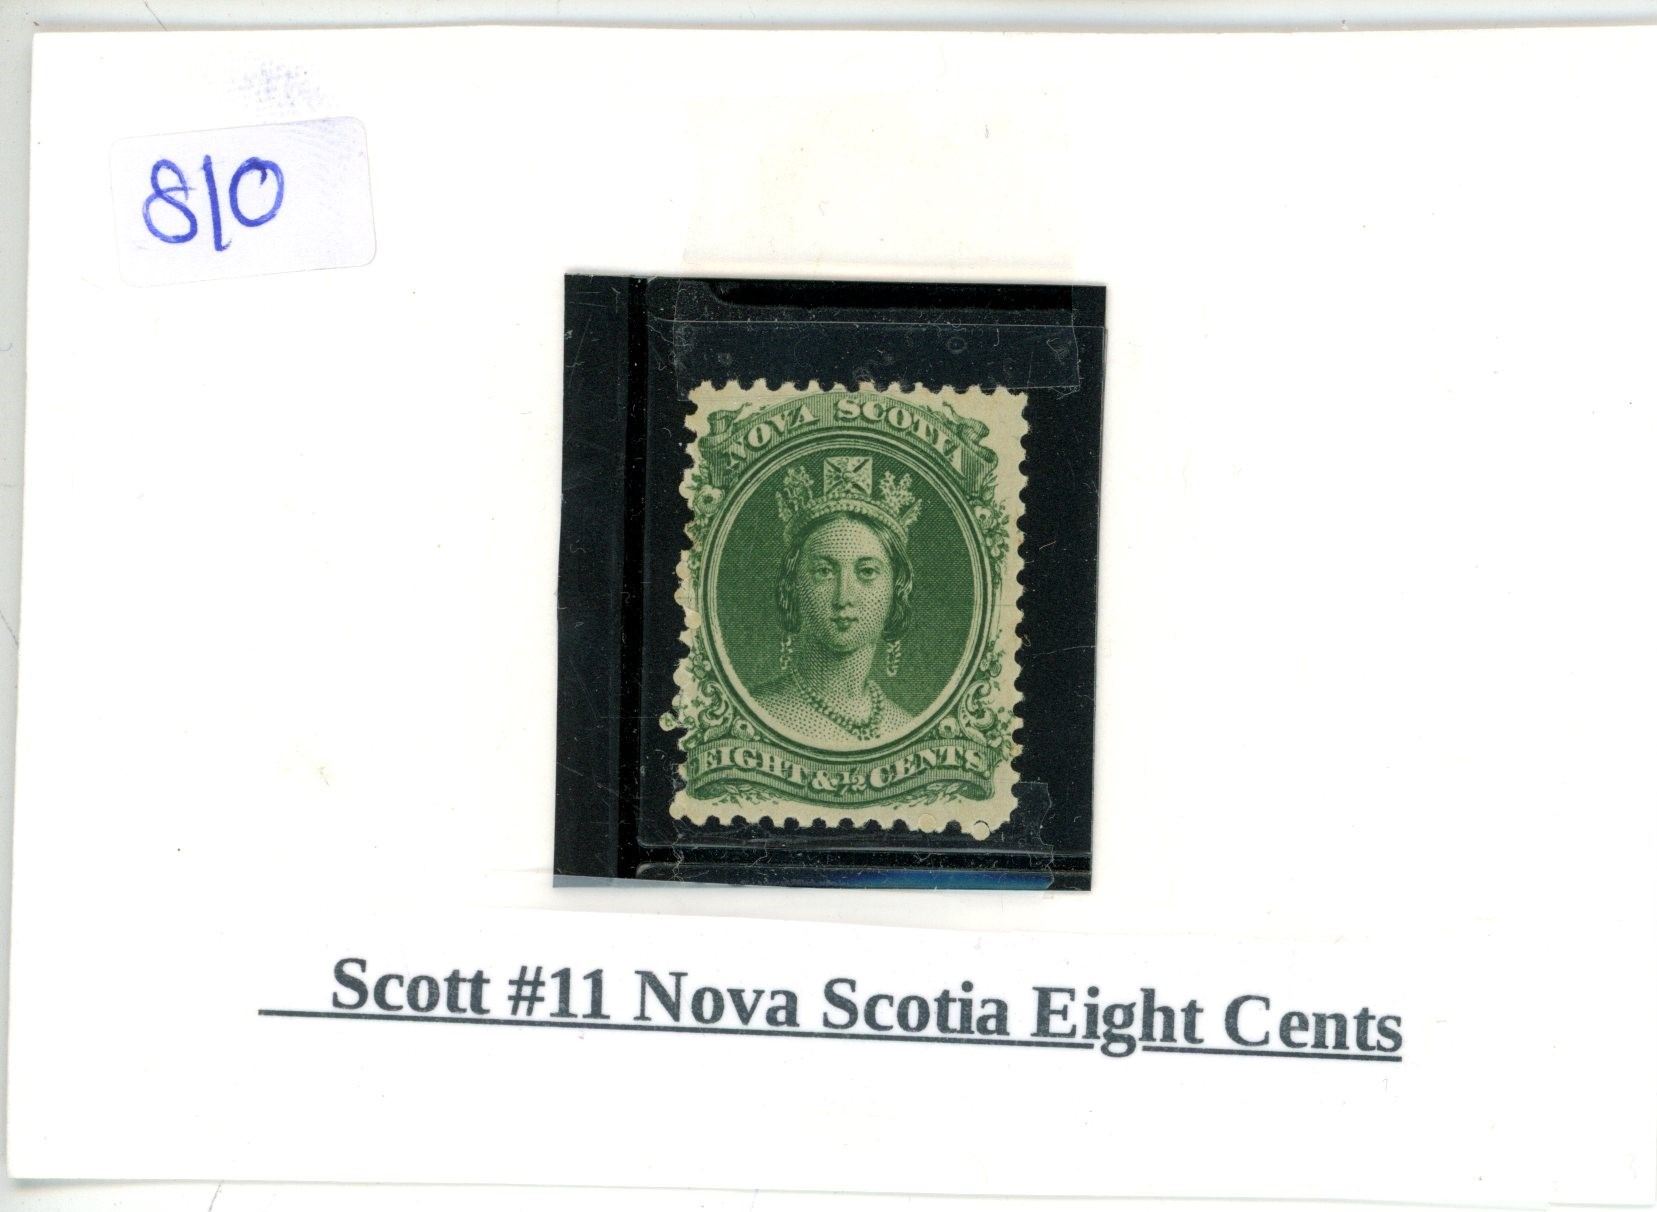 810
NOVA SCOTIA
EIGHT & 1/2 CENTS.
Scott #11 Nova Scotia Eight Cents